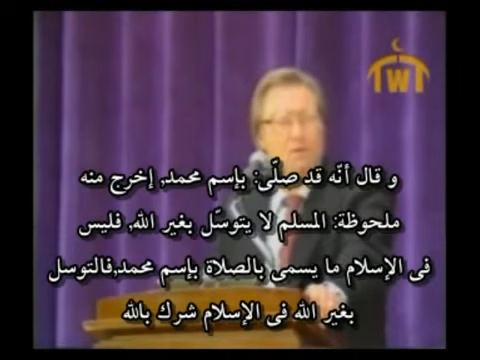 TWT
و قال أنّه قد صلّى: بإسم محمد, إخرج منه
ملحوظة: المسلم لا يتوسّل بغير الله, فليس
فى الإسلام ما يسمى بالصلاة بإسم محمد,فالتوسل
بغير الله فى الإسلام شرك بالله